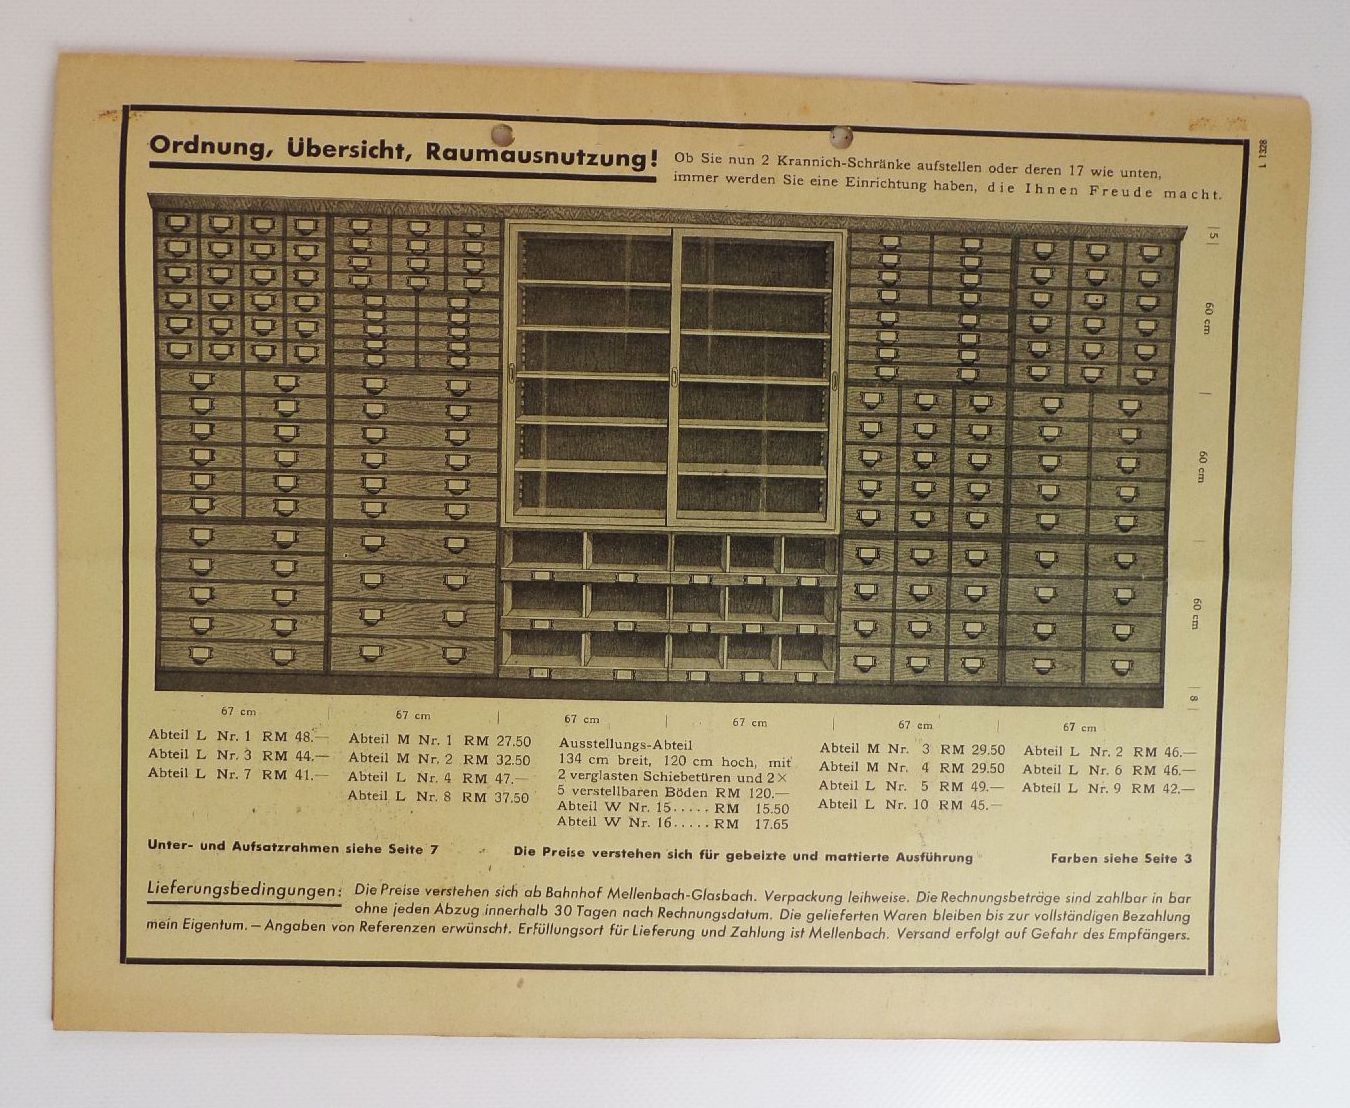 Ordnung, Übersicht, Raumausnutzung!
Ob Sie nun 2 Krannich-Schränke aufstellen oder deren 17 wie unten,
immer werden Sie eine Einrichtung haben, die Ihnen Freude macht.
8321 1
5
60 cm
60 cm
60 cm
8
67 cm
67 cm
67 cm
67 cm
67 cm
67 cm
Abteil L Nr. 1 RM 48.—
Abteil L Nr. 3 RM 44.—
Abteil L Nr. 7 RM 41.—
Abteil M Nr. 1 RM 27.50
Abteil M Nr. 2 RM 32.50
Abteil L Nr. 4 RM 47.—
Abteil L Nr. 8 RM 37.50
Ausstellungs-Abteil
134 cm breit, 120 cm hoch, mit
2 verglasten Schiebetüren und 2×
5 verstellbaren Böden RM 120.—
Abteil W Nr. 15..... RM 15.50
Abteil W Nr. 16..... RM 17.65
Abteil M Nr. 3 RM 29.50
Abteil M Nr. 4 RM 29.50
Abteil L Nr. 5 RM 49.—
Abteil L Nr. 10 RM 45.—
Abteil L Nr. 2 RM 46.—
Abteil L Nr. 6 RM 46.—
Abteil L Nr. 9 RM 42.—
Unter- und Aufsatzrahmen siehe Seite 7
Die Preise verstehen sich für gebeizte und mattierte Ausführung
Farben siehe Seite 3
Lieferungsbedingungen: Die Preise verstehen sich ab Bahnhof Mellenbach-Glasbach. Verpackung leihweise. Die Rechnungsbeträge sind zahlbar in bar
ohne jeden Abzug innerhalb 30 Tagen nach Rechnungsdatum. Die gelieferten Waren bleiben bis zur vollständigen Bezahlung
mein Eigentum. — Angaben von Referenzen erwünscht. Erfüllungsort für Lieferung und Zahlung ist Mellenbach. Versand erfolgt auf Gefahr des Empfängers.